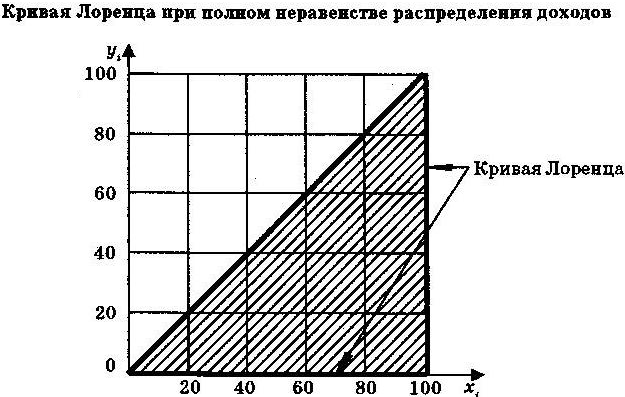 Кривая Лоренца при полном неравенстве распределения доходов
yᵢ
100
80
60
40
20
0
Кривая Лоренца
20 40 60 80 100 xᵢ